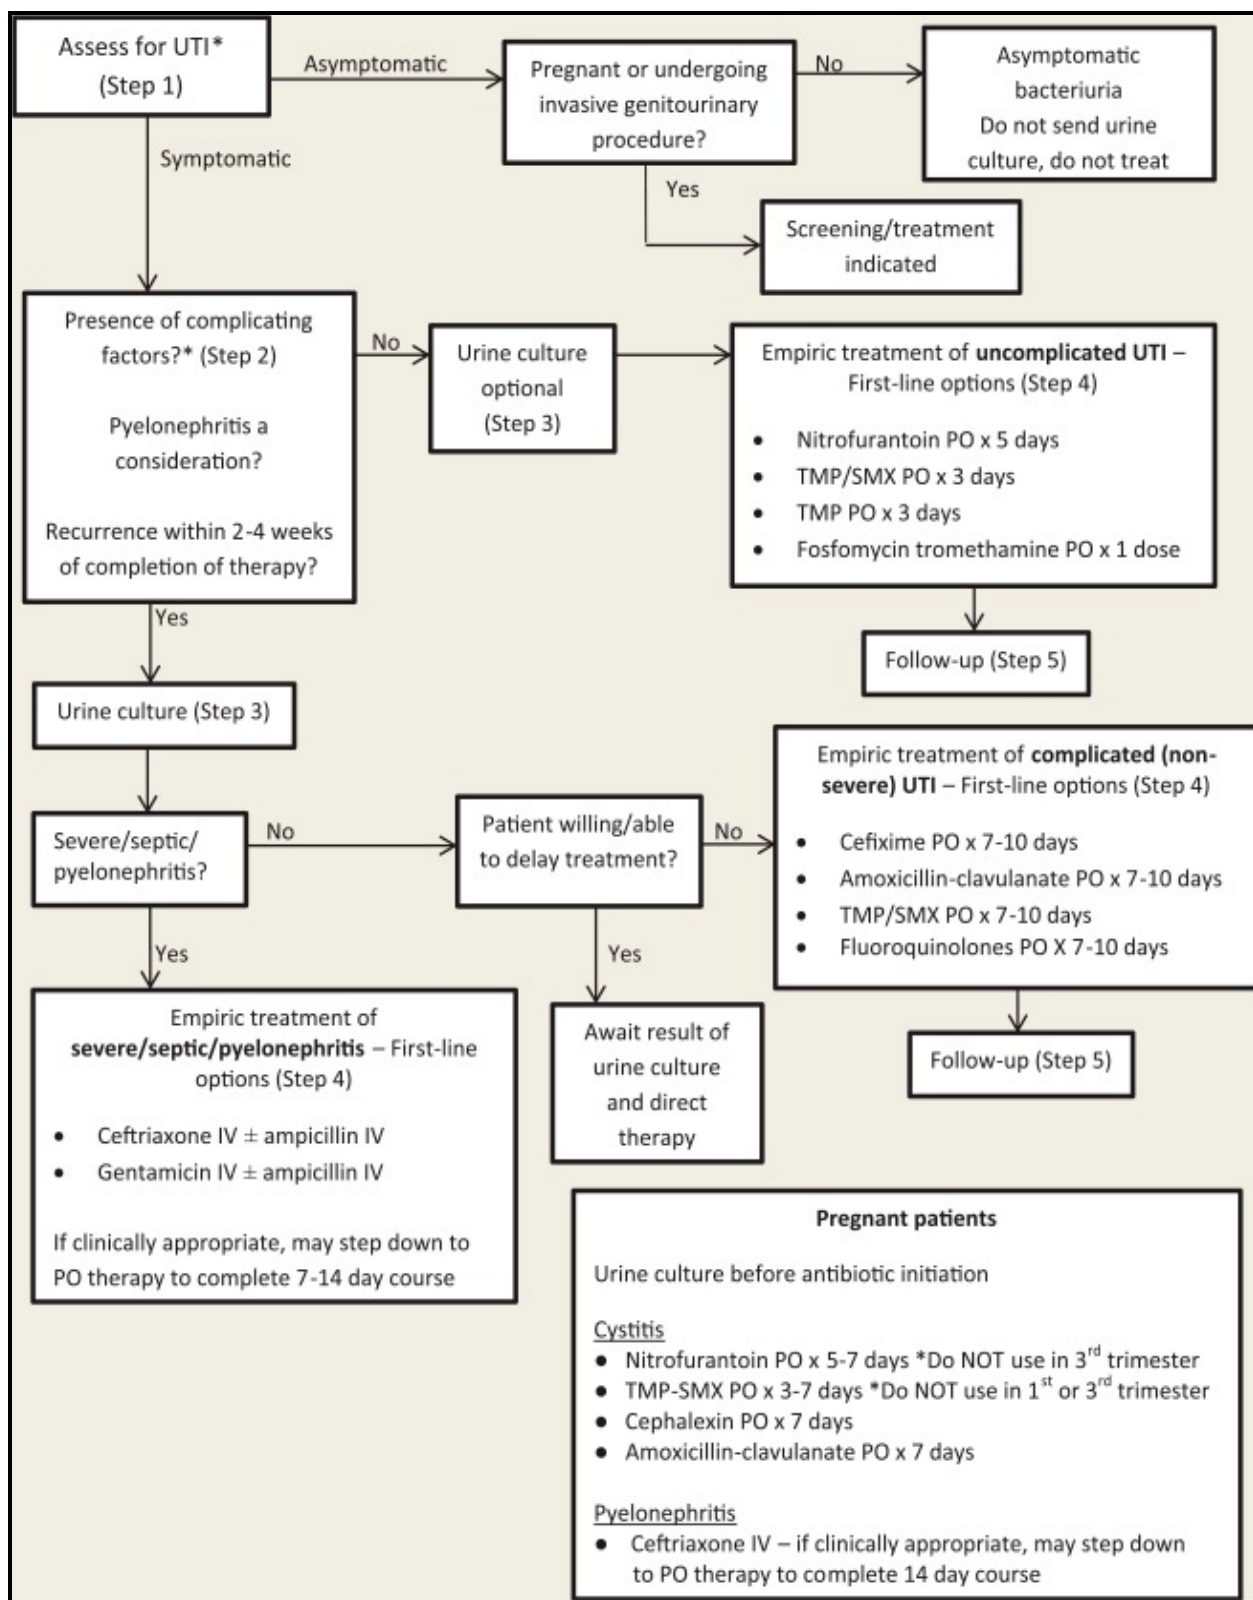 Assess for UTI*
(Step 1)
Asymptomatic
Pregnant or undergoing
invasive genitourinary
procedure?
No
Asymptomatic
bacteriuria
Do not send urine
culture, do not treat
Symptomatic
Yes
Screening/treatment
indicated
Presence of complicating
factors?* (Step 2)
Pyelonephritis a
consideration?
Recurrence within 2-4 weeks
of completion of therapy?
No
Urine culture
optional
(Step 3)
Empiric treatment of uncomplicated UTI –
First-line options (Step 4)
• Nitrofurantoin PO x 5 days
• TMP/SMX PO x 3 days
• TMP PO x 3 days
• Fosfomycin tromethamine PO x 1 dose
Follow-up (Step 5)
Yes
Urine culture (Step 3)
Severe/septic/
pyelonephritis?
No
Patient willing/able
to delay treatment?
No
Empiric treatment of complicated (non-
severe) UTI – First-line options (Step 4)
• Cefixime PO x 7-10 days
• Amoxicillin-clavulanate PO x 7-10 days
• TMP/SMX PO x 7-10 days
• Fluoroquinolones PO X 7-10 days
Follow-up (Step 5)
Yes
Await result of
urine culture
and direct
therapy
Yes
Empiric treatment of
severe/septic/pyelonephritis – First-line
options (Step 4)
• Ceftriaxone IV ± ampicillin IV
• Gentamicin IV ± ampicillin IV
If clinically appropriate, may step down to
PO therapy to complete 7-14 day course
Pregnant patients
Urine culture before antibiotic initiation
Cystitis
● Nitrofurantoin PO x 5-7 days *Do NOT use in 3rd trimester
● TMP-SMX PO x 3-7 days *Do NOT use in 1st or 3rd trimester
● Cephalexin PO x 7 days
● Amoxicillin-clavulanate PO x 7 days
Pyelonephritis
● Ceftriaxone IV – if clinically appropriate, may step down
to PO therapy to complete 14 day course